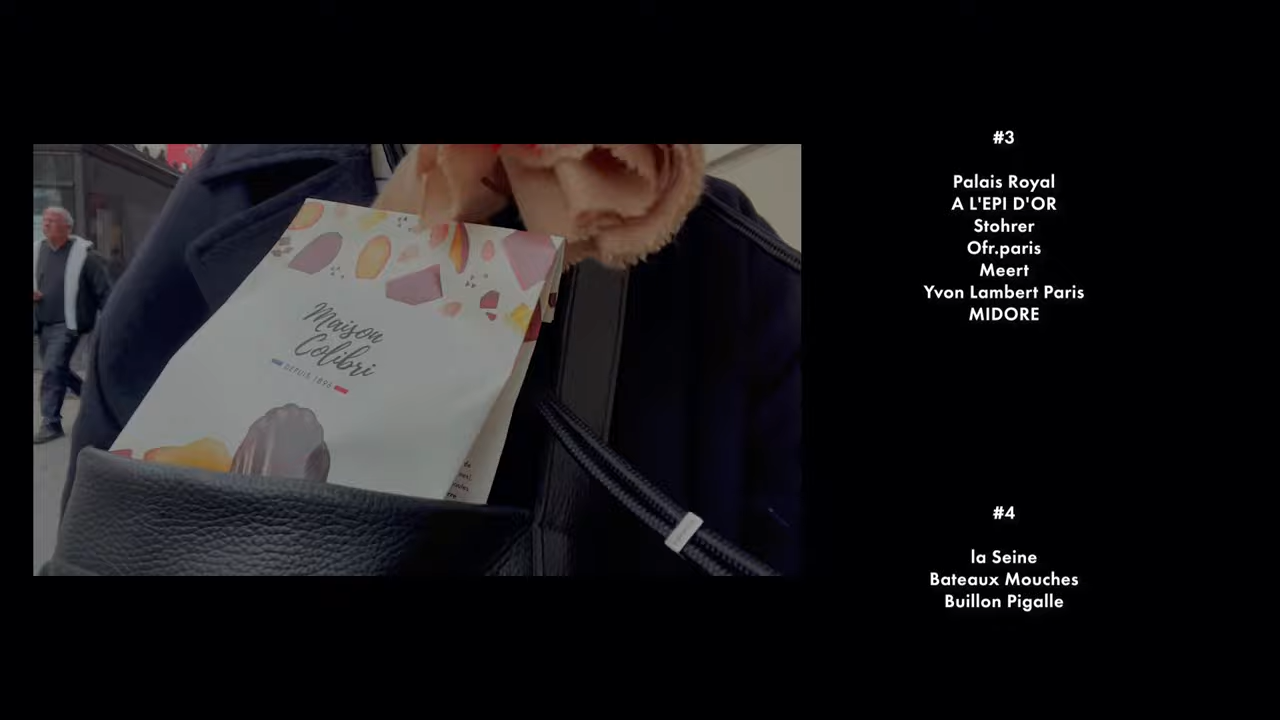 Maison
Colibri
DEPUIS 1896
#3
Palais Royal
A L'EPI D'OR
Stohrer
Ofr.paris
Meert
Yvon Lambert Paris
MIDORE
#4
la Seine
Bateaux Mouches
Buillon Pigalle